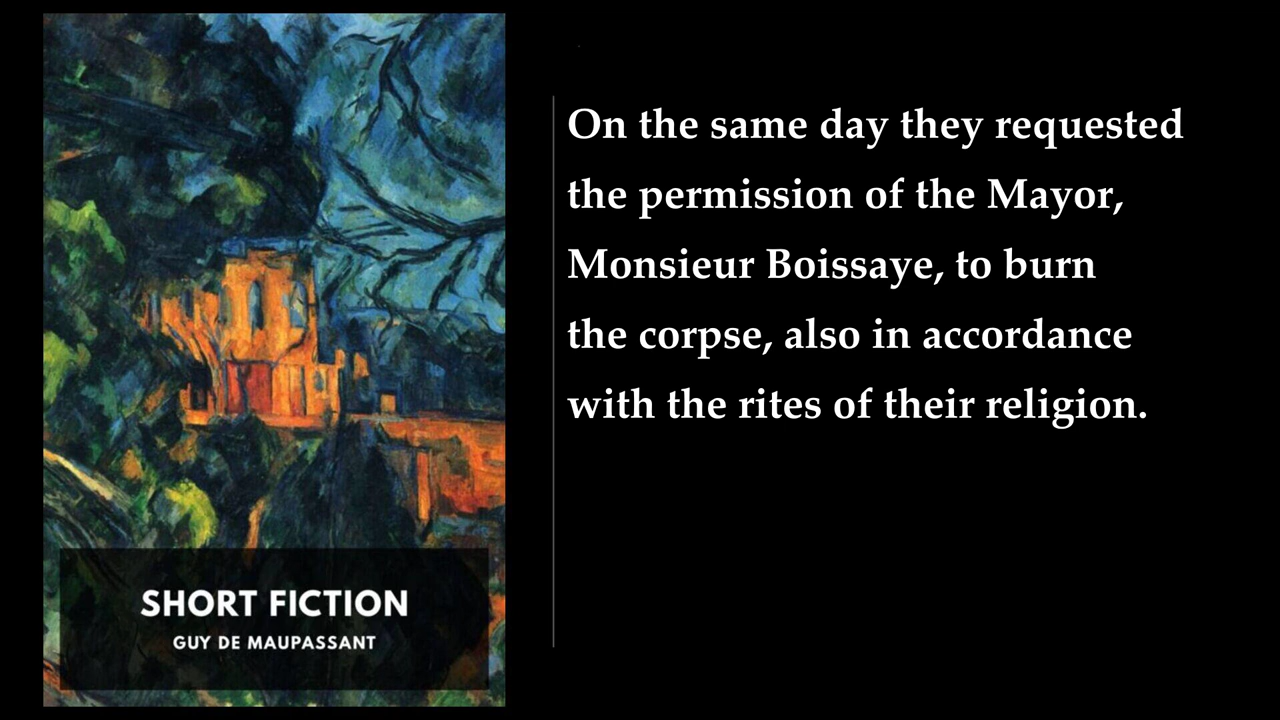 SHORT FICTION
GUY DE MAUPASSANT
On the same day they requested
the permission of the Mayor,
Monsieur Boissaye, to burn
the corpse, also in accordance
with the rites of their religion.